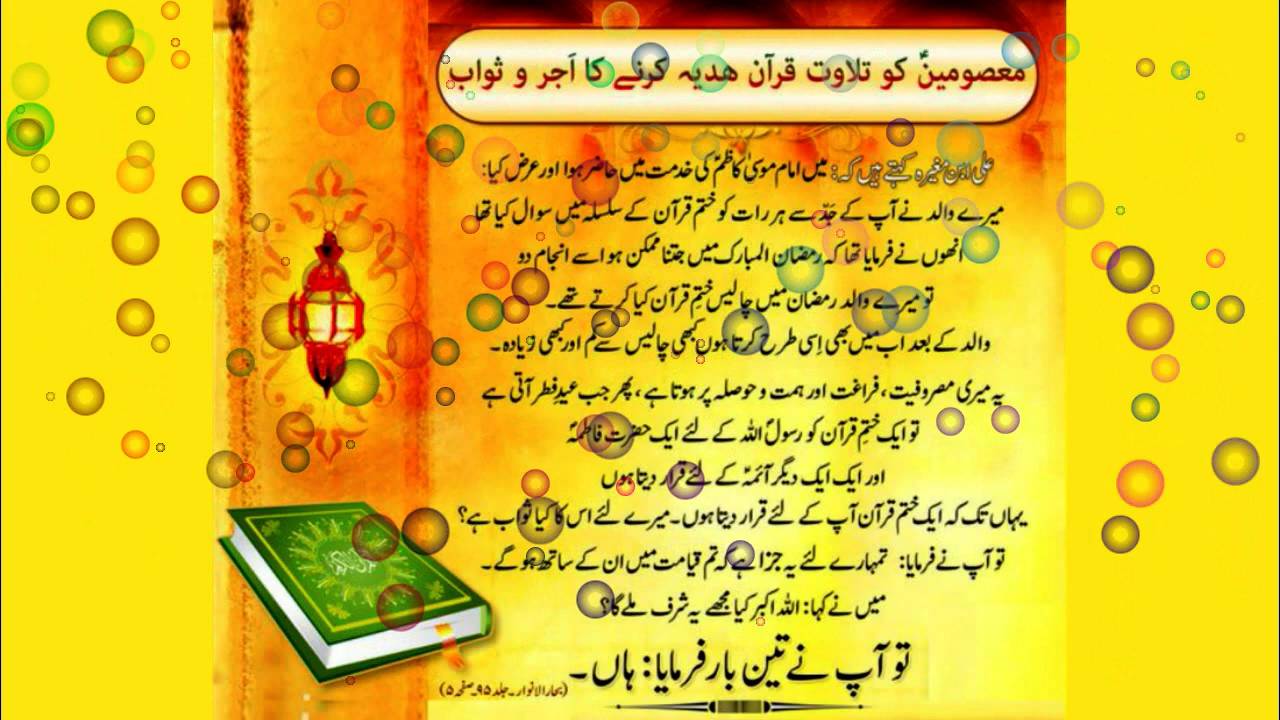 معصومینؑ کو تلاوت قرآن ھدیہ کرنے کا اَجر و ثواب
علی ابن مغیرہ کہتے ہیں کہ: میں امام موسیٰ کاظمؑ کی خدمت میں حاضر ہوا اور عرض کیا:
میرے والد نے آپ کے جَدّ سے ہر رات کو ختم قرآن کے سلسلہ میں سوال کیا تھا
انھوں نے فرمایا تھا کہ رمضان المبارک میں جتنا ممکن ہو اسے انجام دو
تو میرے والد رمضان میں چالیس ختمِ قرآن کیا کرتے تھے۔
والد کے بعد اب میں بھی اِسی طرح کرتا ہوں کبھی چالیس سے کم اور کبھی زیادہ۔
یہ میری مصروفیت، فراغت اور ہمت و حوصلہ پر ہوتا ہے، پھر جب عیدِ فطر آتی ہے
تو ایک ختمِ قرآن کو رسولؐ اللہ کے لئے ایک حضرت فاطمہؑ
اور ایک ایک دیگر آئمہؑ کے لئے قرار دیتا ہوں
یہاں تک کہ ایک ختم قرآن آپ کے لئے قرار دیتا ہوں۔ میرے لئے اس کا کیا ثواب ہے؟
تو آپ نے فرمایا: تمہارے لئے یہ جزا ہے کہ تم قیامت میں ان کے ساتھ ہو گے۔
میں نے کہا: اللہ اکبر کیا مجھے یہ شرف ملے گا؟
تو آپ نے تین بار فرمایا: ہاں۔
(بحار الانوار۔ جلد ۹۵۔ صفحہ ۵)